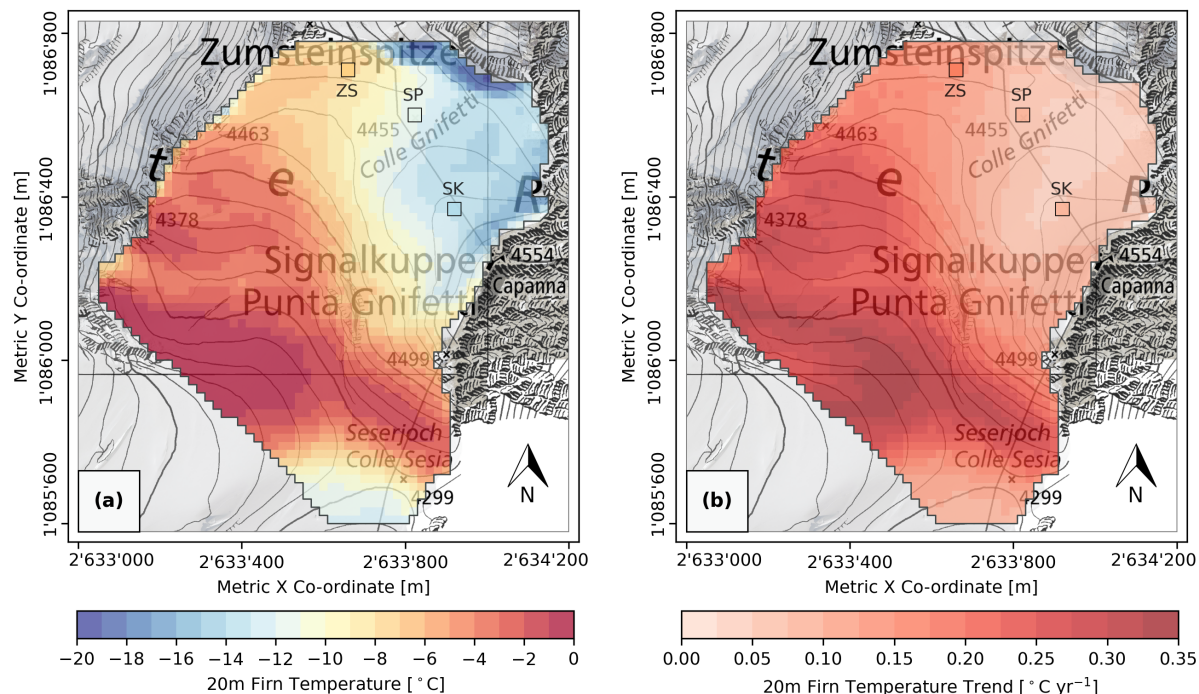 1'086'800
1'086'400
1'086'000
1'085'600
Metric Y Co-ordinate [m]
Zumsteinspitze
ZS
SP
4463
4455
Colle Gnifetti
t
e
SK
R
4378
Signalkuppe
4554
Punta Gnifetti
Capanna
4499
Seserjoch
Colle Sesia
4299
(a)
N
2'633'000
2'633'400
2'633'800
2'634'200
Metric X Co-ordinate [m]
−20
−18
−16
−14
−12
−10
−8
−6
−4
−2
0
20m Firn Temperature [°C]
1'086'800
1'086'400
1'086'000
1'085'600
Metric Y Co-ordinate [m]
Zumsteinspitze
ZS
SP
4463
4455
Colle Gnifetti
t
e
SK
R
4378
Signalkuppe
4554
Punta Gnifetti
Capanna
4499
Seserjoch
Colle Sesia
4299
(b)
N
2'633'000
2'633'400
2'633'800
2'634'200
Metric X Co-ordinate [m]
0.00
0.05
0.10
0.15
0.20
0.25
0.30
0.35
20m Firn Temperature Trend [°C yr⁻¹]